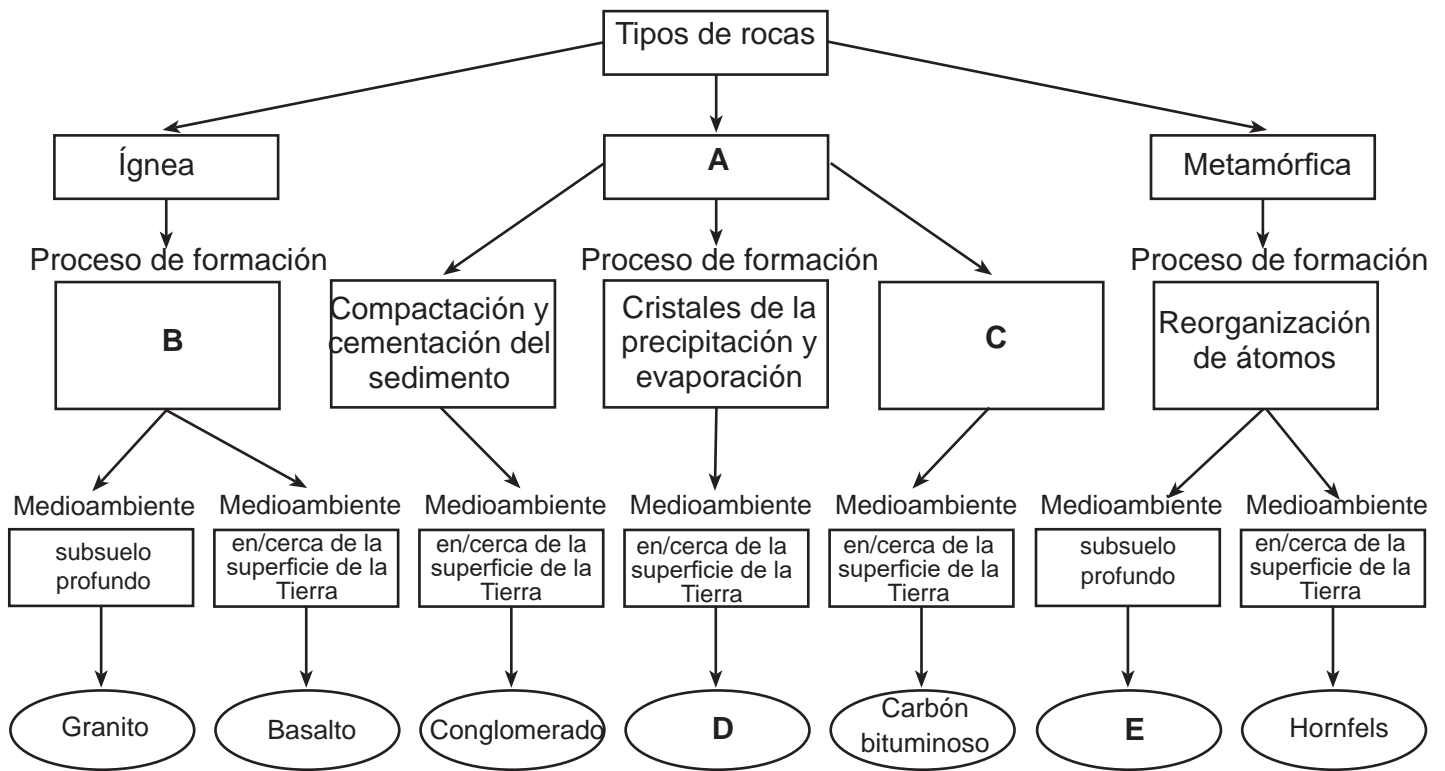 Tipos de rocas
Ígnea
A
Metamórfica
Proceso de formación
Proceso de formación
Proceso de formación
B
Compactación y
cementación del
sedimento
Cristales de la
precipitación y
evaporación
C
Reorganización
de átomos
Medioambiente
Medioambiente
Medioambiente
Medioambiente
Medioambiente
Medioambiente
Medioambiente
subsuelo
profundo
en/cerca de la
superficie de la
Tierra
en/cerca de la
superficie de la
Tierra
en/cerca de la
superficie de la
Tierra
en/cerca de la
superficie de la
Tierra
subsuelo
profundo
en/cerca de la
superficie de la
Tierra
Granito
Basalto
Conglomerado
D
Carbón
bituminoso
E
Hornfels